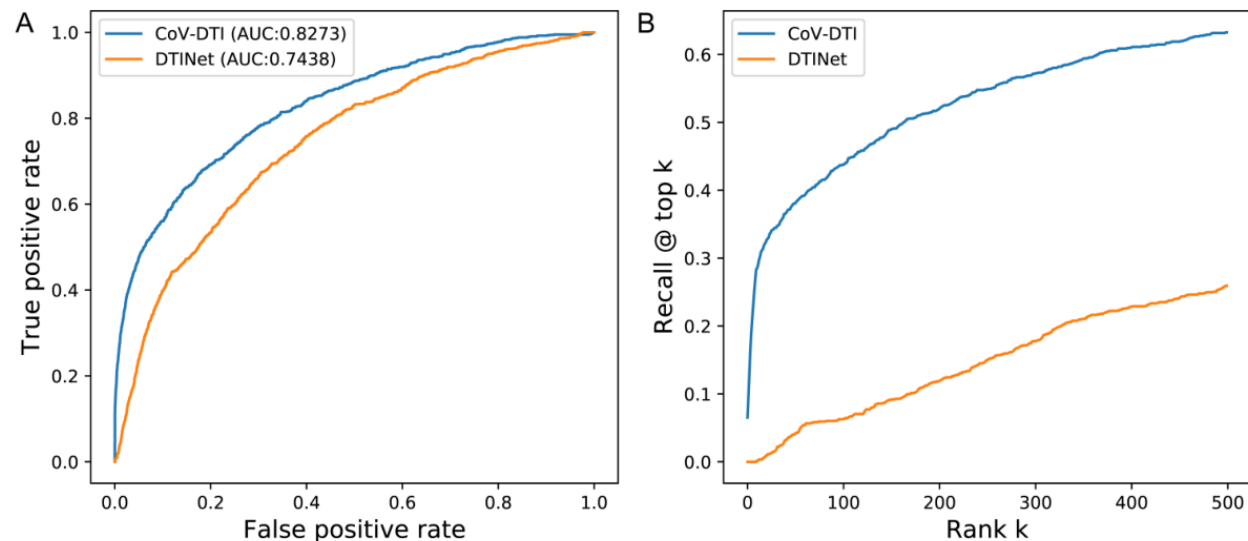 A
CoV-DTI (AUC:0.8273)
DTINet (AUC:0.7438)
1.0
0.8
0.6
0.4
0.2
0.0
True positive rate
0.0 0.2 0.4 0.6 0.8 1.0
False positive rate
B
CoV-DTI
DTINet
0.6
0.5
0.4
0.3
0.2
0.1
0.0
Recall @ top k
0 100 200 300 400 500
Rank k